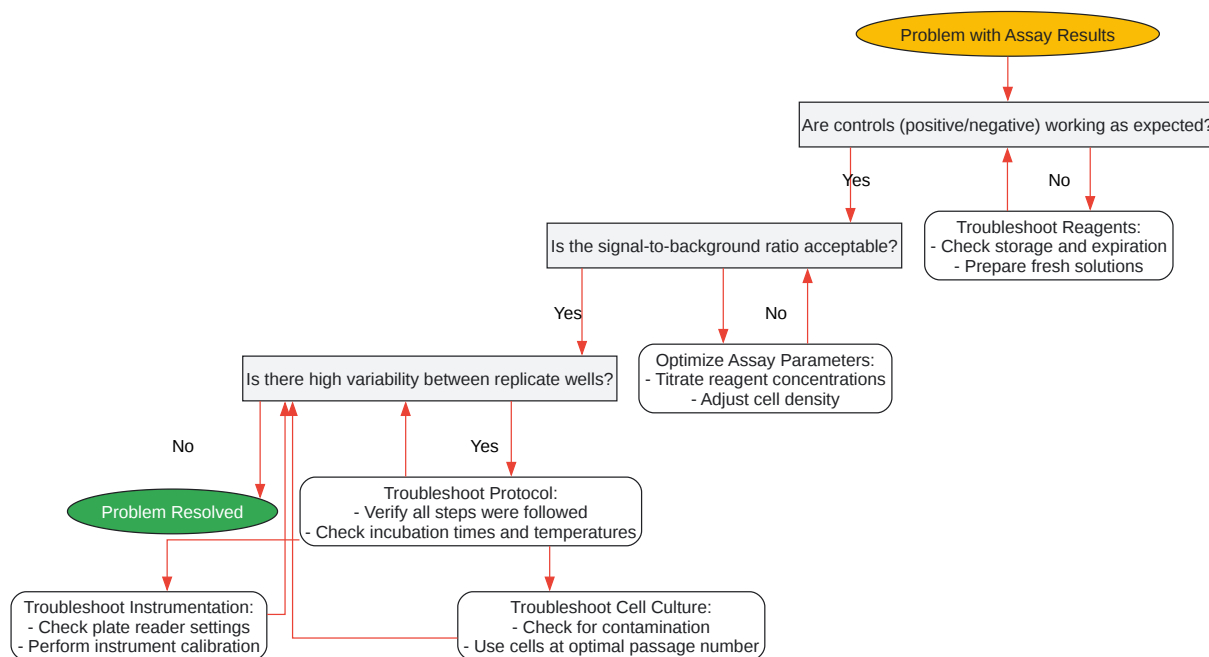 Problem with Assay Results
Are controls (positive/negative) working as expected?
Yes
No
Troubleshoot Reagents:
- Check storage and expiration
- Prepare fresh solutions
Is the signal-to-background ratio acceptable?
Yes
No
Optimize Assay Parameters:
- Titrate reagent concentrations
- Adjust cell density
Is there high variability between replicate wells?
No
Yes
Problem Resolved
Troubleshoot Protocol:
- Verify all steps were followed
- Check incubation times and temperatures
Troubleshoot Instrumentation:
- Check plate reader settings
- Perform instrument calibration
Troubleshoot Cell Culture:
- Check for contamination
- Use cells at optimal passage number